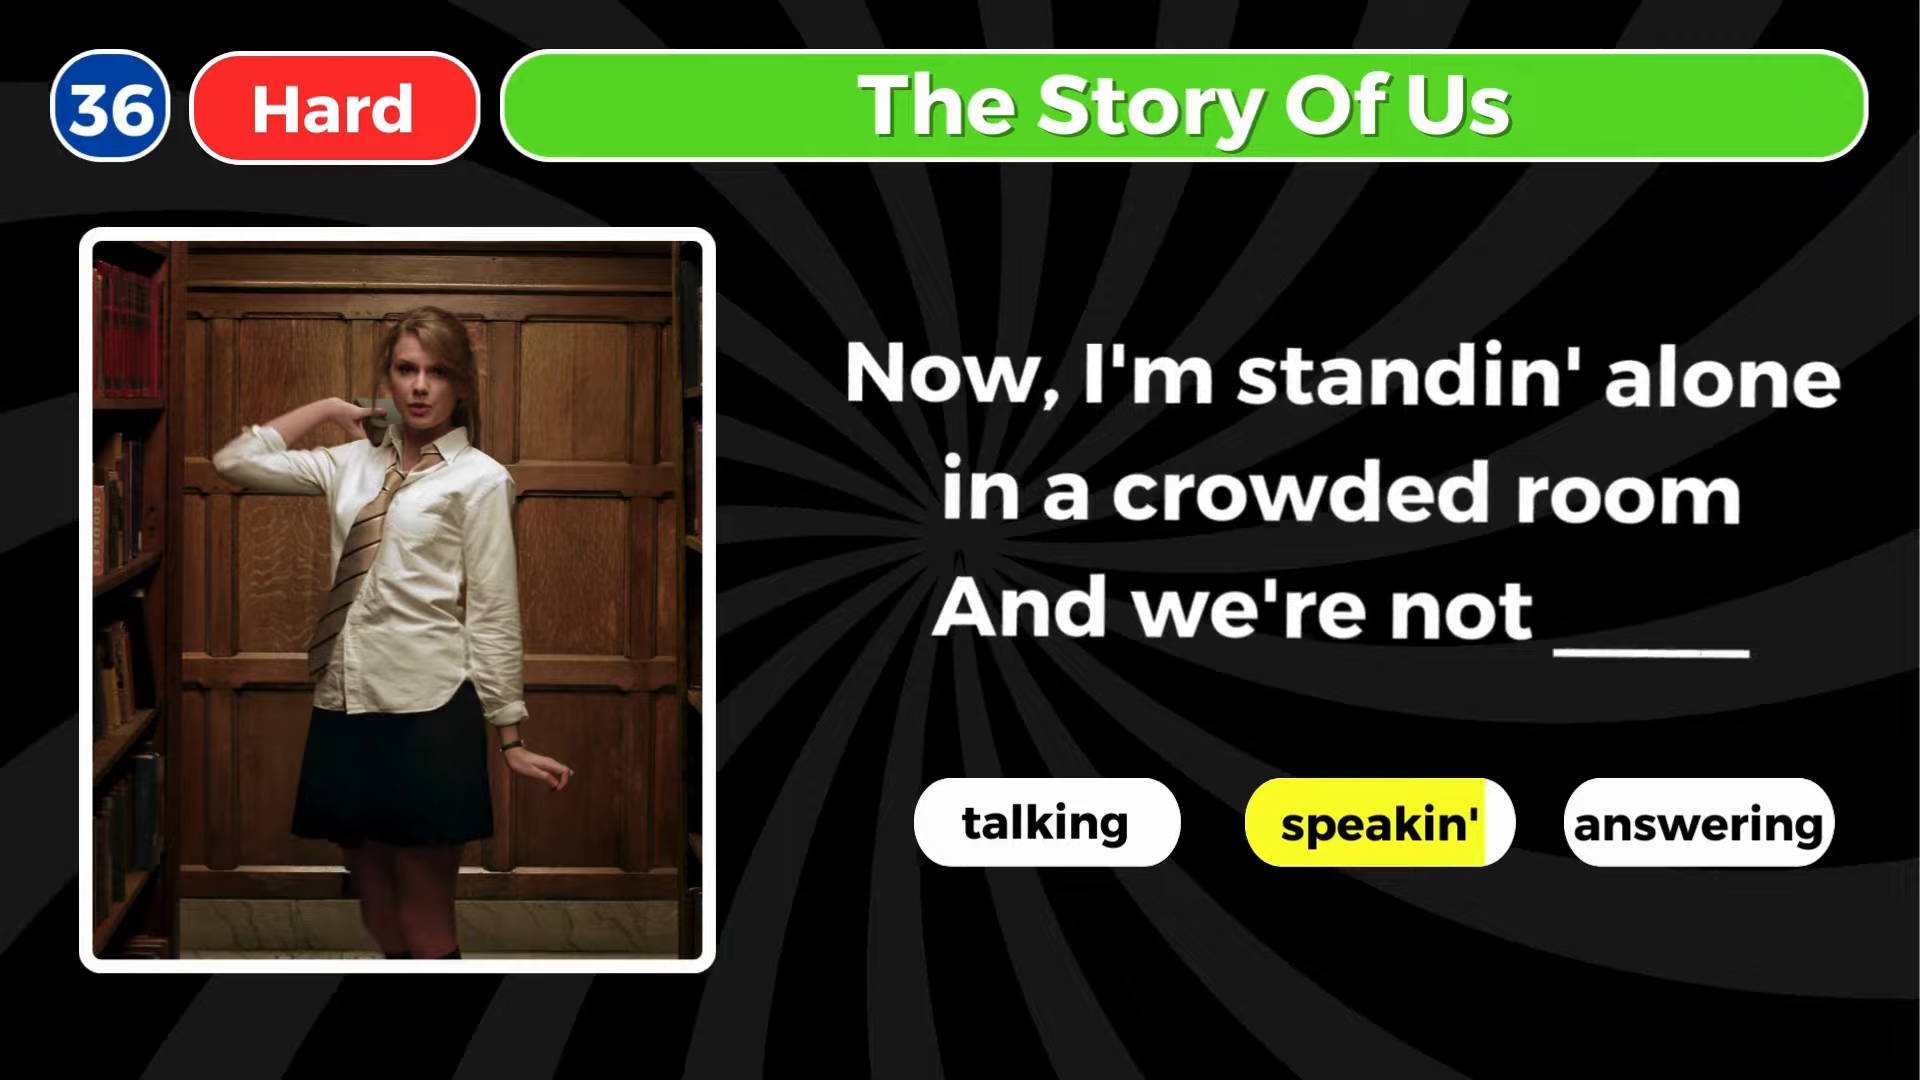 36
Hard
The Story Of Us
Now, I'm standin' alone
in a crowded room
And we're not ______
talking
speakin'
answering